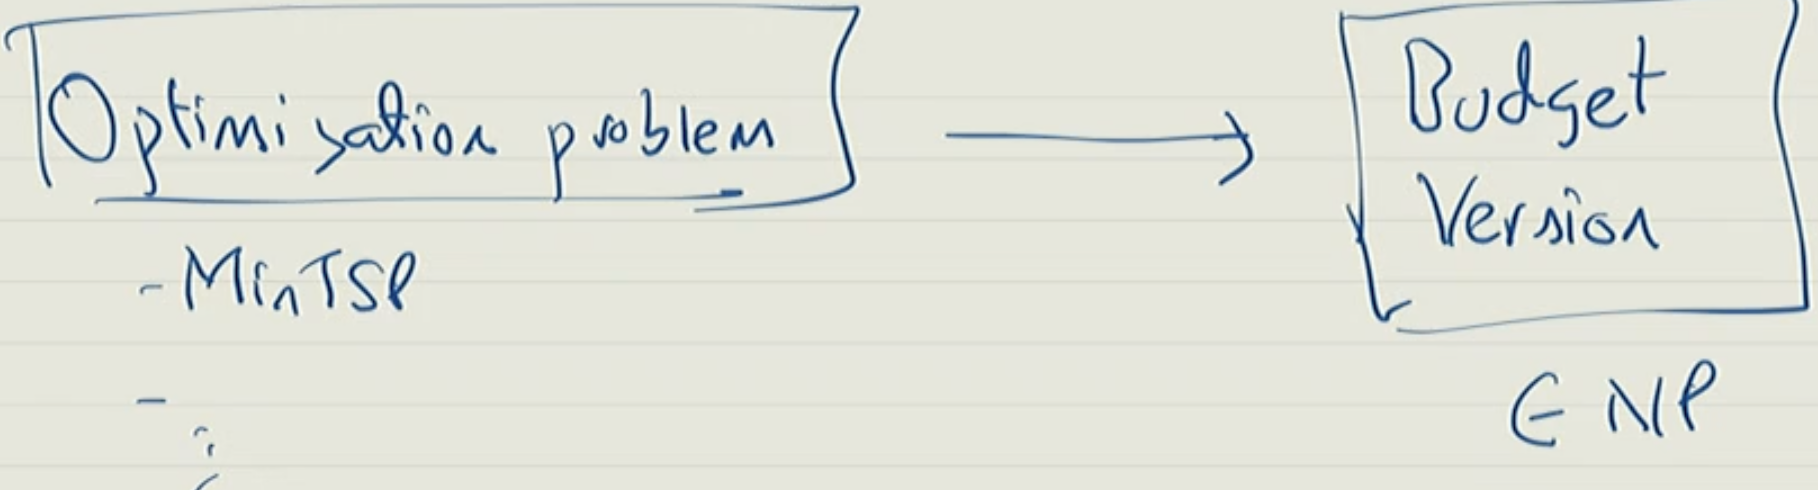 Optimisation problem
Budget
Version
- MinTSP
-
∈ NP